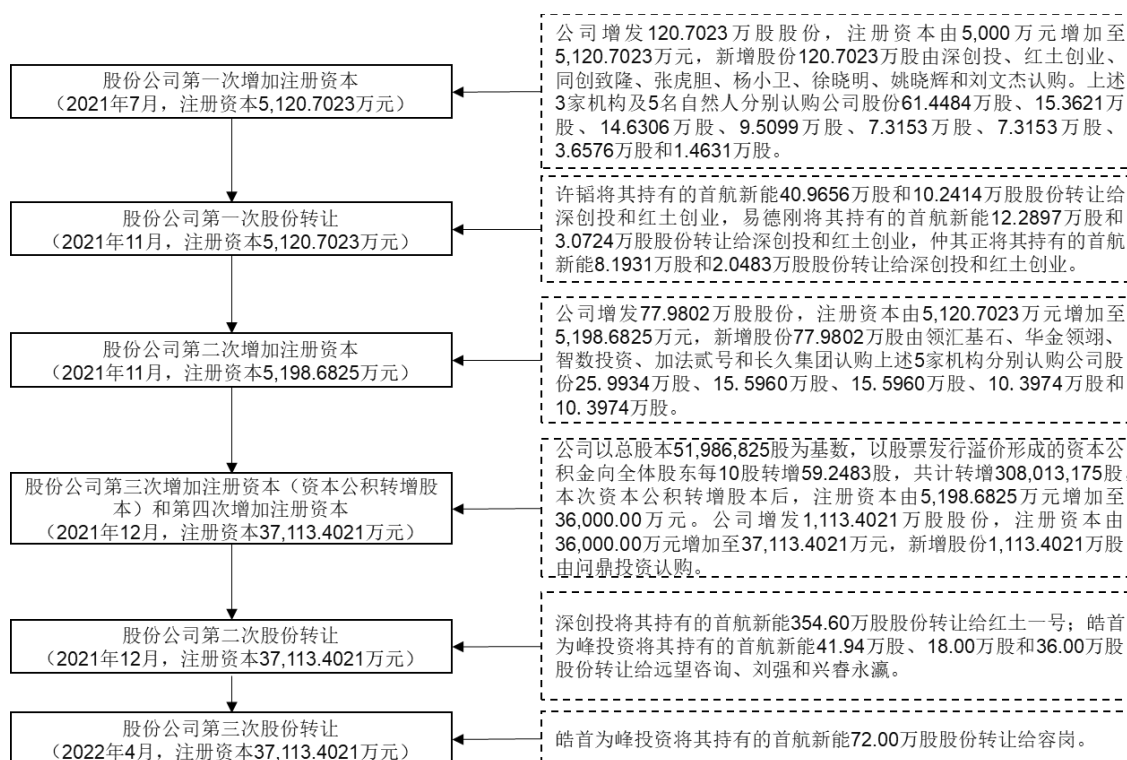 公司增发120.7023万股股份，注册资本由5,000万元增加至
5,120.7023万元，新增股份120.7023万股由深创投、红土创业、
同创致隆、张虎胆、杨小卫、徐晓明、姚晓辉和刘文杰认购。上述
3家机构及5名自然人分别认购公司股份61.4484万股、15.3621万
股、14.6306万股、9.5099万股、7.3153万股、7.3153万股、
3.6576万股和1.4631万股。
股份公司第一次增加注册资本
（2021年7月，注册资本5,120.7023万元）
许韬将其持有的首航新能40.9656万股和10.2414万股股份转让给
深创投和红土创业，易德刚将其持有的首航新能12.2897万股和
3.0724万股股份转让给深创投和红土创业，仲其正将其持有的首航
新能8.1931万股和2.0483万股股份转让给深创投和红土创业。
股份公司第一次股份转让
（2021年11月，注册资本5,120.7023万元）
公司增发77.9802万股股份，注册资本由5,120.7023万元增加至
5,198.6825万元，新增股份77.9802万股由领汇基石、华金领翊、
智数投资、加法贰号和长久集团认购上述5家机构分别认购公司股
份25.9934万股、15.5960万股、15.5960万股、10.3974万股和
10.3974万股。
股份公司第二次增加注册资本
（2021年11月，注册资本5,198.6825万元）
公司以总股本51,986,825股为基数，以股票发行溢价形成的资本公
积金向全体股东每10股转增59.2483股，共计转增308,013,175股，
本次资本公积转增股本后，注册资本由5,198.6825万元增加至
36,000.00万元。公司增发1,113.4021万股股份，注册资本由
36,000.00万元增加至37,113.4021万元，新增股份1,113.4021万股
由问鼎投资认购。
股份公司第三次增加注册资本（资本公积转增股
本）和第四次增加注册资本
（2021年12月，注册资本37,113.4021万元）
深创投将其持有的首航新能354.60万股股份转让给红土一号；皓首
为峰投资将其持有的首航新能41.94万股、18.00万股和36.00万股
股份转让给远望咨询、刘强和兴睿永瀛。
股份公司第二次股份转让
（2021年12月，注册资本37,113.4021万元）
皓首为峰投资将其持有的首航新能72.00万股股份转让给容岗。
股份公司第三次股份转让
（2022年4月，注册资本37,113.4021万元）